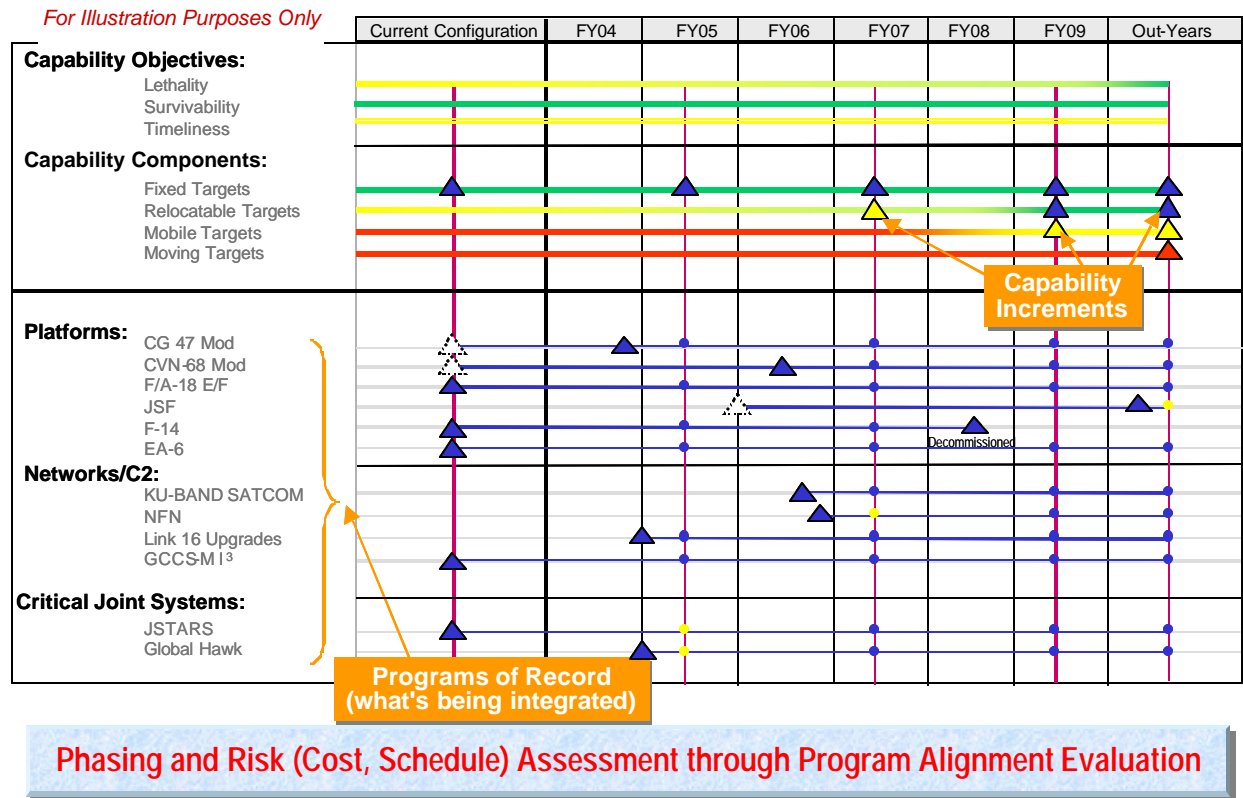 For Illustration Purposes Only
Current Configuration FY04 FY05 FY06 FY07 FY08 FY09 Out-Years
Capability Objectives:
Lethality
Survivability
Timeliness
Capability Components:
Fixed Targets
Relocatable Targets
Mobile Targets
Moving Targets
Capability
Increments
Platforms:
CG 47 Mod
CVN-68 Mod
F/A-18 E/F
JSF
F-14
Decommissioned
EA-6
Networks/C2:
KU-BAND SATCOM
NFN
Link 16 Upgrades
GCCS-M I3
Critical Joint Systems:
JSTARS
Global Hawk
Programs of Record
(what's being integrated)
Phasing and Risk (Cost, Schedule) Assessment through Program Alignment Evaluation